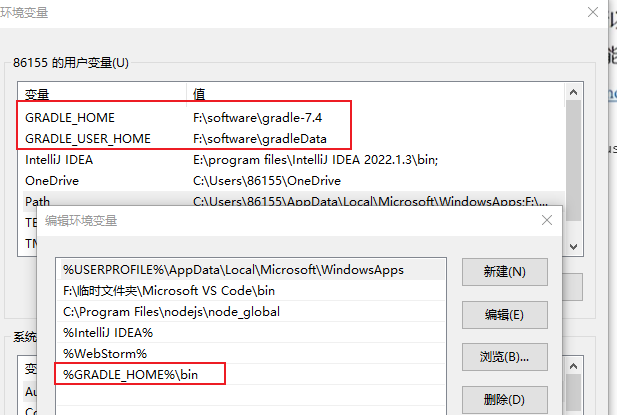 环境变量
86155 的用户变量(U)
变量 值
GRADLE_HOME F:\software\gradle-7.4
GRADLE_USER_HOME F:\software\gradleData
IntelliJ IDEA E:\program files\IntelliJ IDEA 2022.1.3\bin;
OneDrive C:\Users\86155\OneDrive
Path C:\Users\86155\AppData\Local\Microsoft\WindowsApps;F:\...
TE
TM
编辑环境变量
%USERPROFILE%\AppData\Local\Microsoft\WindowsApps
新建(N)
F:\临时文件夹\Microsoft VS Code\bin
C:\Program Files\nodejs\node_global
编辑(E)
%IntelliJ IDEA%
%WebStorm%
浏览(B)...
%GRADLE_HOME%\bin
删除(D)
系统
变
Au